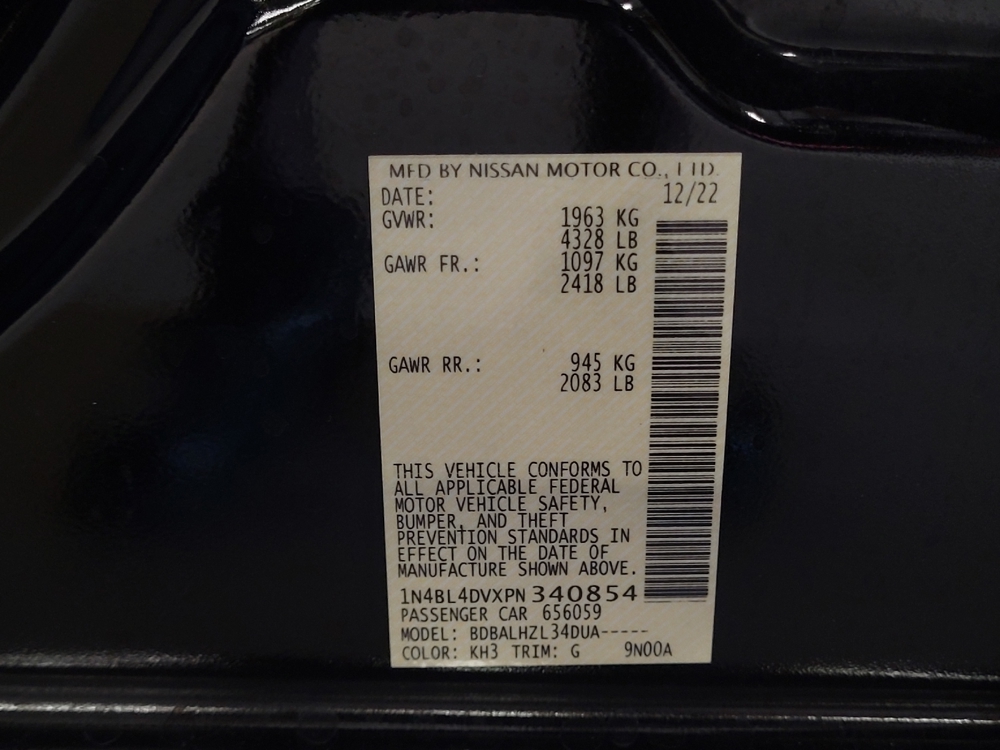 MFD BY NISSAN MOTOR CO., LTD.
DATE: 12/22
GVWR: 1963 KG
4328 LB
GAWR FR.: 1097 KG
2418 LB
GAWR RR.: 945 KG
2083 LB
THIS VEHICLE CONFORMS TO
ALL APPLICABLE FEDERAL
MOTOR VEHICLE SAFETY,
BUMPER, AND THEFT
PREVENTION STANDARDS IN
EFFECT ON THE DATE OF
MANUFACTURE SHOWN ABOVE.
1N4BL4DVXPN340854
PASSENGER CAR 656059
MODEL: BDBALHZL34DUA-----
COLOR: KH3 TRIM: G 9N00A